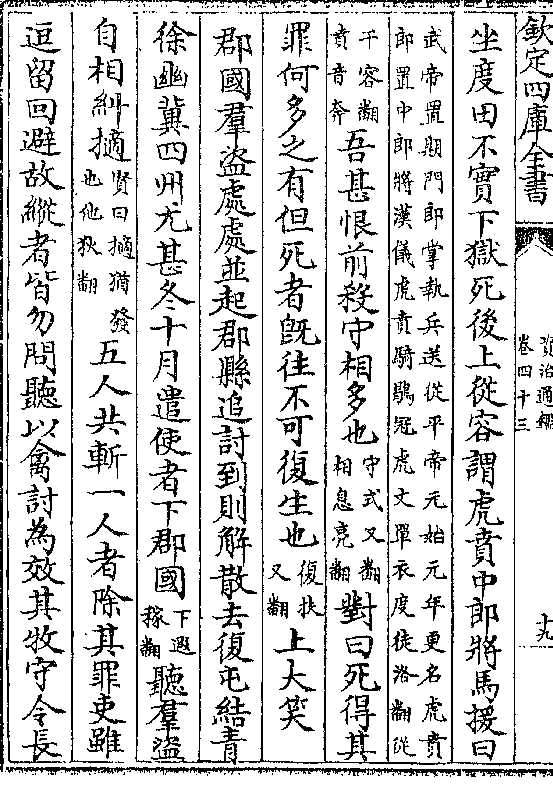 欽定四庫全書
資治通鑑
卷四十三
十九
坐度田不實下獄死後上從容謂虎賁中郎將馬援曰
武帝置期門郎掌執兵送從平帝元始元年更名虎賁
郎置中郎將漢儀虎賁騎鶡冠虎文單衣度徒洛翻從
千容翻
賁音奔
吾甚恨前殺守相多也
守式又翻
相息亮翻
對曰死得其
罪何多之有但死者旣往不可復生也
復扶
又翻
上大笑
郡國羣盜處處並起郡縣追討到則解散去復屯結青
徐幽冀四州尤甚冬十月遣使者下郡國
下遐
稼翻
聽羣盜
自相糾擿
賢曰擿猶發
也他狄翻
五人共斬一人者除其罪吏雖
逗留回避故縱者皆勿問聽以禽討為效其牧守令長